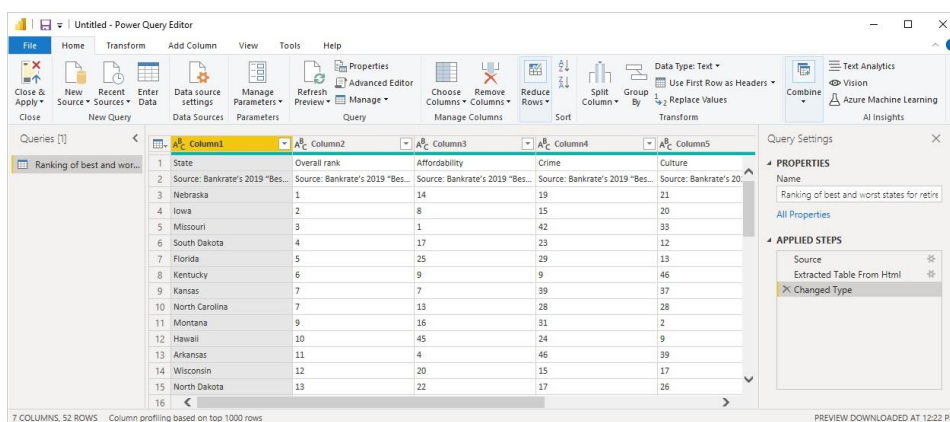 Untitled - Power Query Editor
File Home Transform Add Column View Tools Help
Close & Apply
New Source
Recent Sources
Enter Data
Data source settings
Manage Parameters
Refresh Preview
Properties
Advanced Editor
Manage
Choose Columns
Remove Columns
Reduce Rows
Split Column
Group By
Data Type: Text
Use First Row as Headers
Replace Values
Combine
Text Analytics
Vision
Azure Machine Learning
Close New Query Data Sources Parameters Query Manage Columns Sort Transform AI Insights
Queries [1]
Ranking of best and wor...
Column1 Column2 Column3 Column4 Column5
1 State Overall rank Affordability Crime Culture
2 Source: Bankrate's 2019 "Bes... Source: Bankrate's 2019 "Bes... Source: Bankrate's 2019 "Bes... Source: Bankrate's 2019 "Bes... Source: Bankrate's 20
3 Nebraska 1 14 19 21
4 Iowa 2 8 15 20
5 Missouri 3 1 42 33
6 South Dakota 4 17 23 12
7 Florida 5 25 29 13
8 Kentucky 6 9 9 46
9 Kansas 7 7 39 37
10 North Carolina 7 13 28 28
11 Montana 9 16 31 2
12 Hawaii 10 45 24 9
13 Arkansas 11 4 46 39
14 Wisconsin 12 20 15 17
15 North Dakota 13 22 17 26
16
Query Settings
PROPERTIES
Name
Ranking of best and worst states for retire
All Properties
APPLIED STEPS
Source
Extracted Table From Html
Changed Type
7 COLUMNS, 52 ROWS Column profiling based on top 1000 rows PREVIEW DOWNLOADED AT 12:22 P